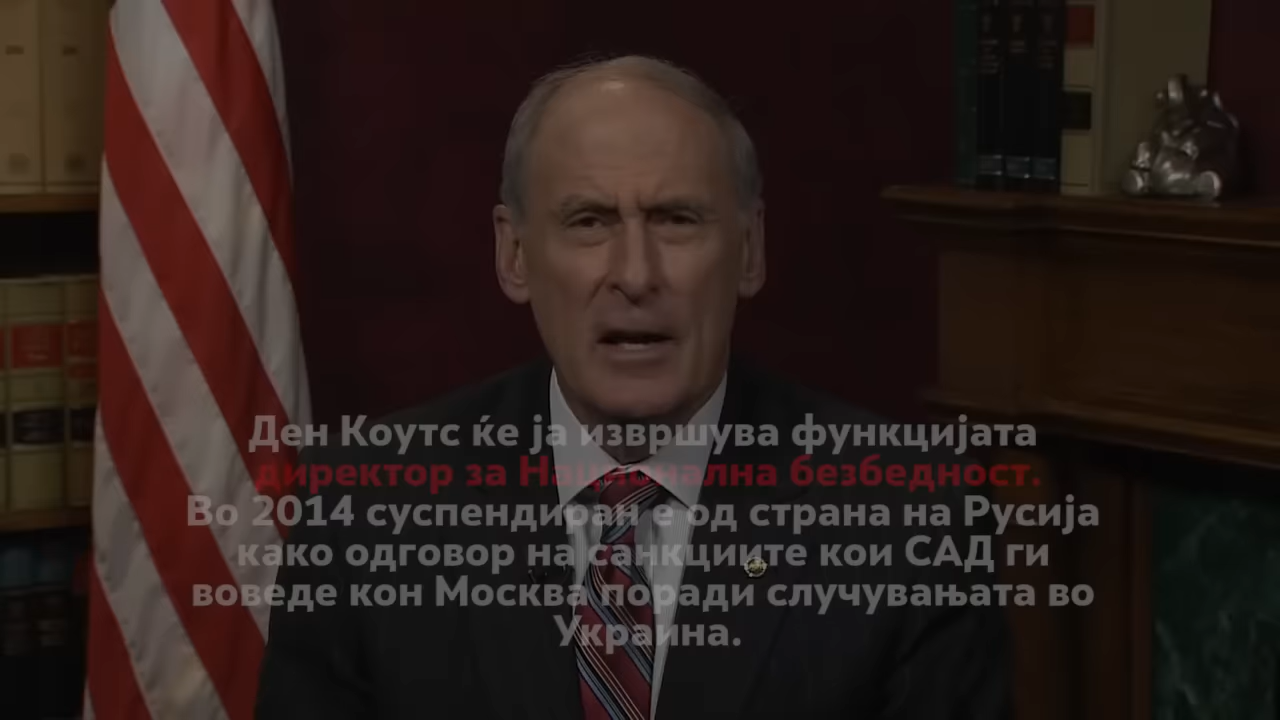 Ден Коутс ќе ја извршува функцијата
директор за Национална безбедност.
Во 2014 суспендиран е од страна на Русија
како одговор на санкциите кои САД ги
воведе кон Москва поради случувањата во
Украина.